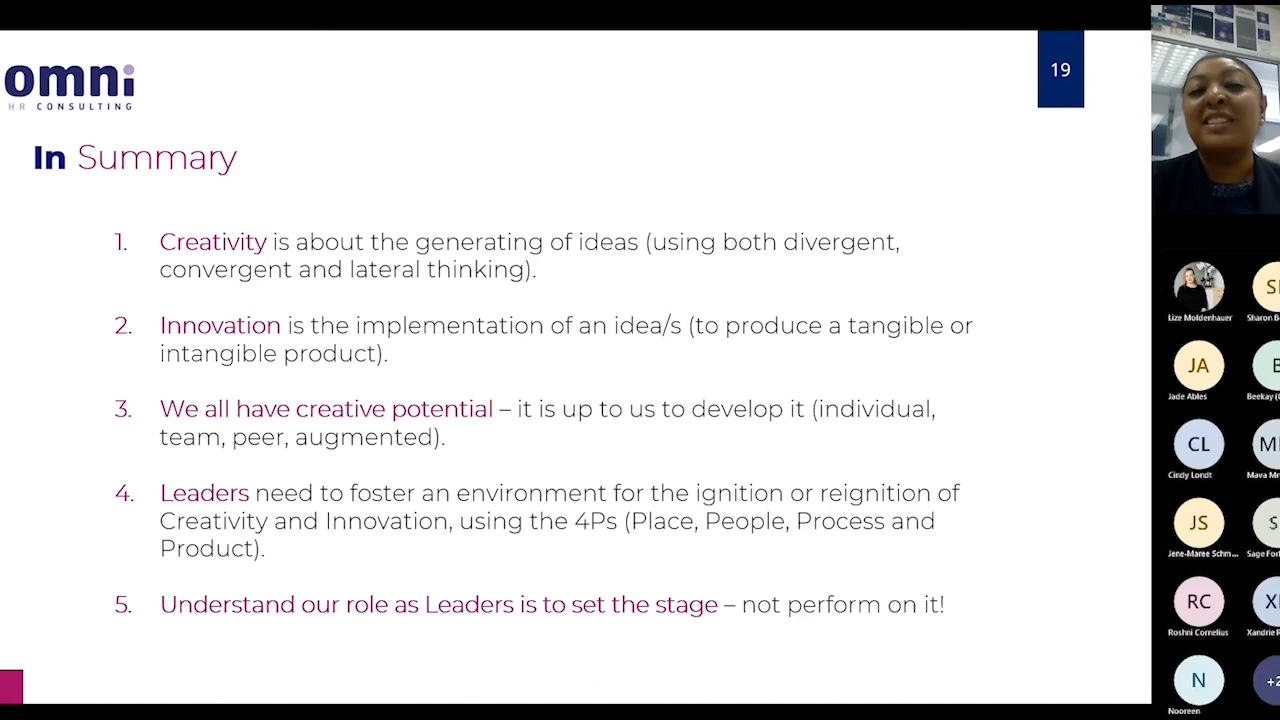 omni
HR CONSULTING
19
In Summary
1. Creativity is about the generating of ideas (using both divergent,
convergent and lateral thinking).
2. Innovation is the implementation of an idea/s (to produce a tangible or
intangible product).
3. We all have creative potential – it is up to us to develop it (individual,
team, peer, augmented).
4. Leaders need to foster an environment for the ignition or reignition of
Creativity and Innovation, using the 4Ps (Place, People, Process and
Product).
5. Understand our role as Leaders is to set the stage – not perform on it!
Lize Moldenhauer
Sharon
JA
Jade Ables
Beekay
CL
Cindy Londt
Mava
JS
Jene-Maree Schm...
Sage
RC
Roshni Cornelius
Xandrie
N
Nooreen